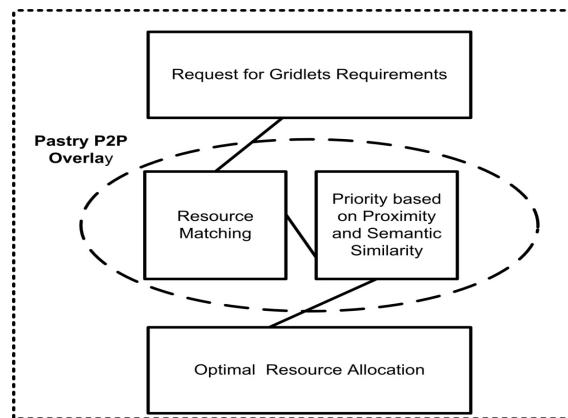 Request for Gridlets Requirements
Pastry P2P
Overlay
Resource
Matching
Priority based
on Proximity
and Semantic
Similarity
Optimal Resource Allocation